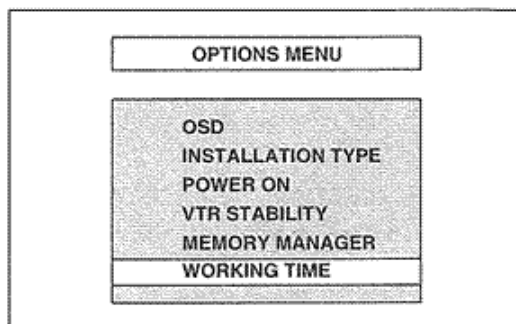 OPTIONS MENU
OSD
INSTALLATION TYPE
POWER ON
VTR STABILITY
MEMORY MANAGER
WORKING TIME